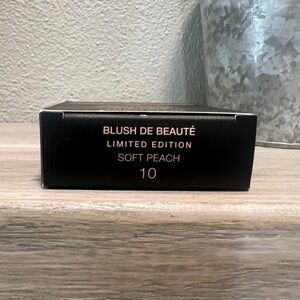 BLUSH DE BEAUTÉ
LIMITED EDITION
SOFT PEACH
10